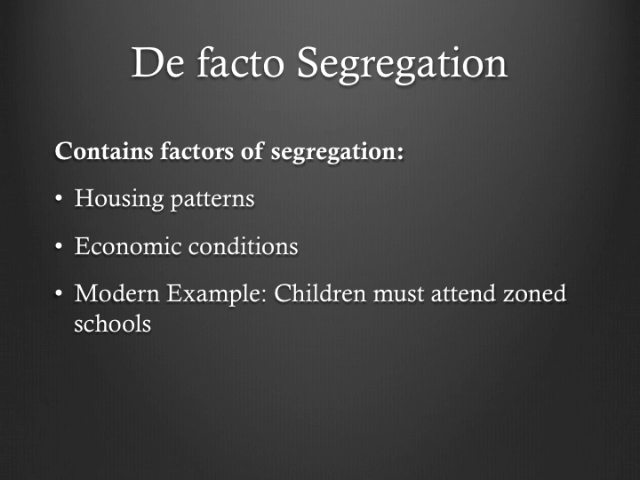 De facto Segregation
Contains factors of segregation:
• Housing patterns
• Economic conditions
• Modern Example: Children must attend zoned
schools